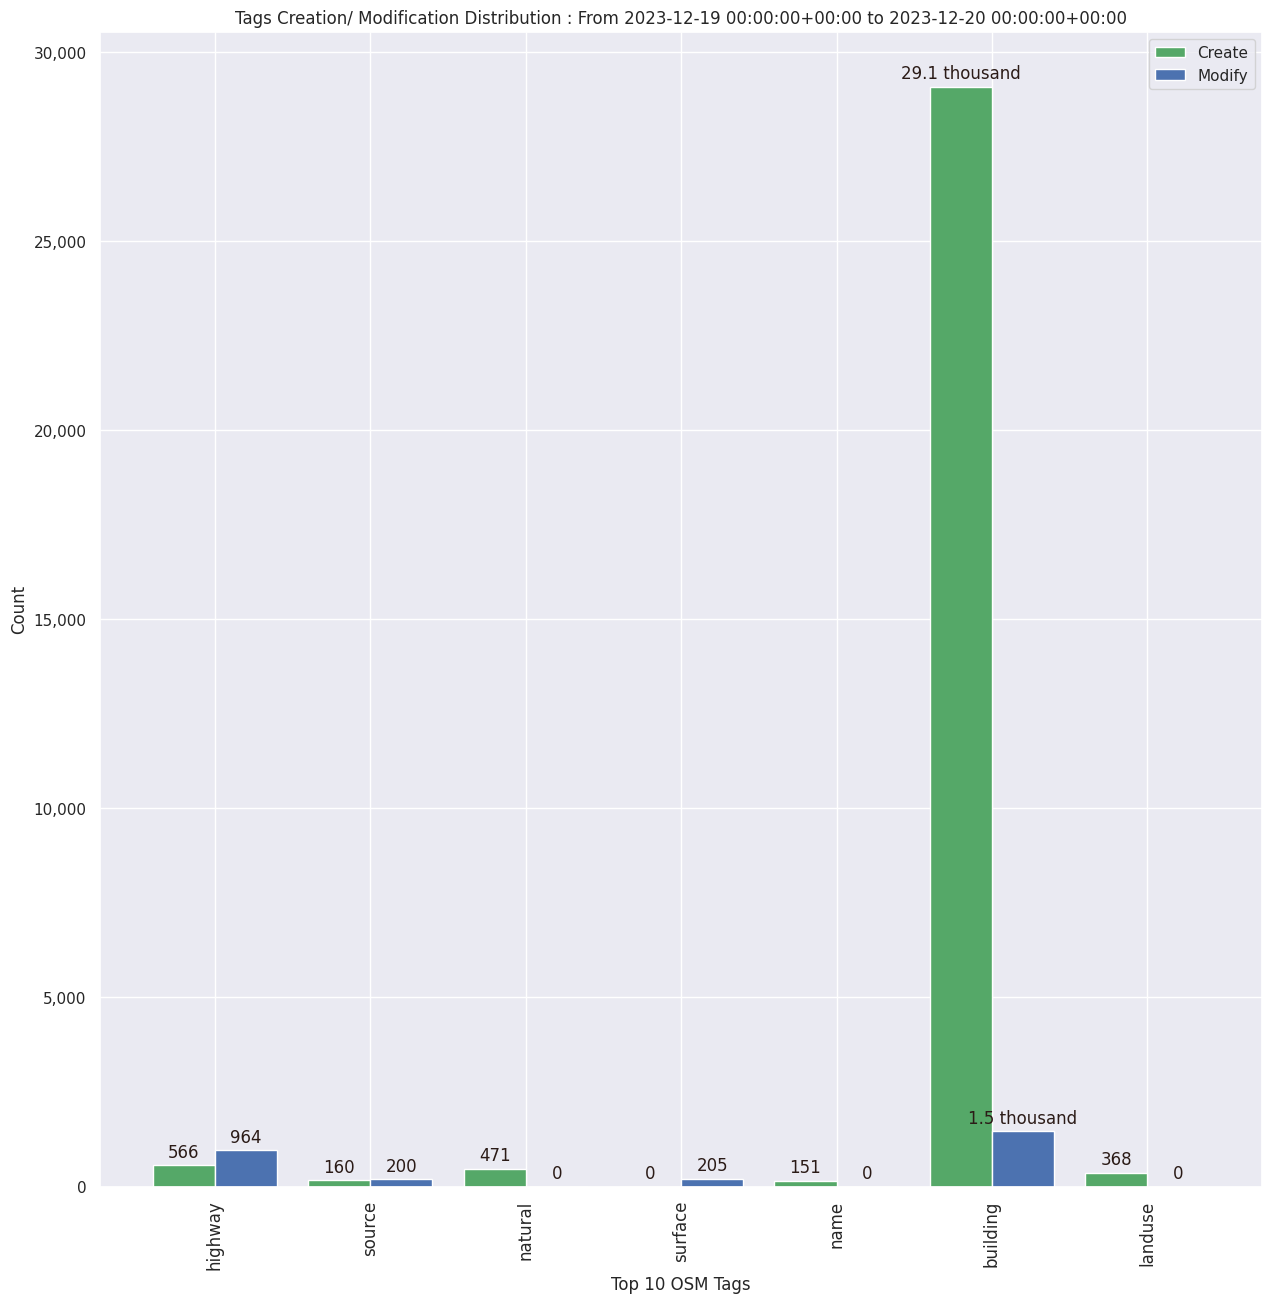 Tags Creation/ Modification Distribution : From 2023-12-19 00:00:00+00:00 to 2023-12-20 00:00:00+00:00
Create
Modify
30,000
25,000
20,000
15,000
10,000
5,000
0
Count
566
964
160
200
471
0
0
205
151
0
29.1 thousand
1.5 thousand
368
0
highway
source
natural
surface
name
building
landuse
Top 10 OSM Tags